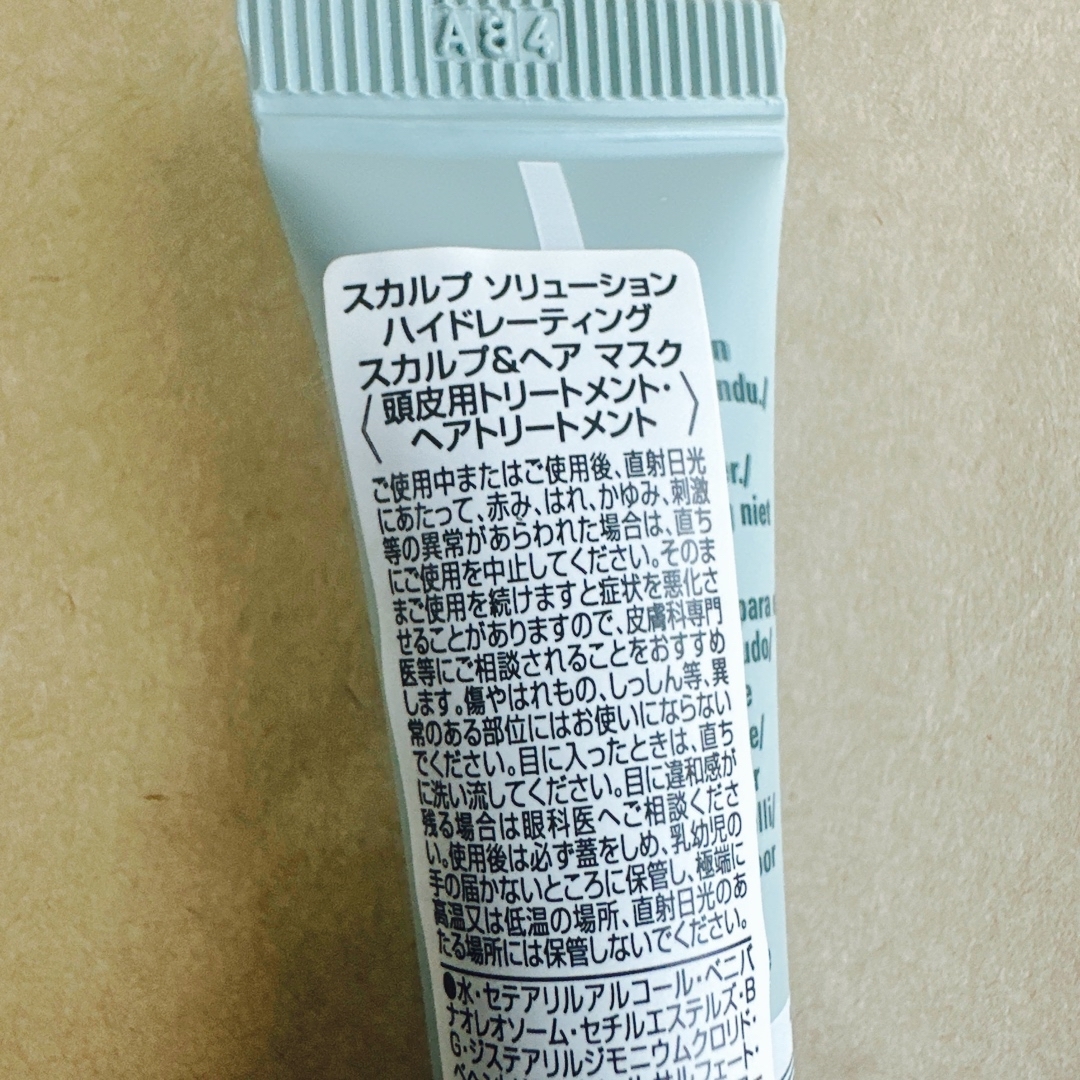 A84
スカルプ ソリューション
ハイドレーティング
スカルプ&ヘア マスク
〈頭皮用トリートメント・
ヘアトリートメント〉
ご使用中またはご使用後、直射日光
にあたって、赤み、はれ、かゆみ、刺激
等の異常があらわれた場合は、直ち
にご使用を中止してください。そのま
まご使用を続けますと症状を悪化さ
せることがありますので、皮膚科専門
医等にご相談されることをおすすめ
します。傷やはれもの、しっしん等、異
常のある部位にはお使いにならない
でください。目に入ったときは、直ち
に洗い流してください。目に違和感が
残る場合は眼科医へご相談くださ
い。使用後は必ず蓋をしめ、乳幼児の
手の届かないところに保管し、極端に
高温又は低温の場所、直射日光のあ
たる場所には保管しないでください。
●水・セテアリルアルコール・ベニバ
ナオレオソーム・セチルエステルズ・B
G・ジステアリルジモニウムクロリド・
ndu./
er./
niet
para
udo/
e/
lli/